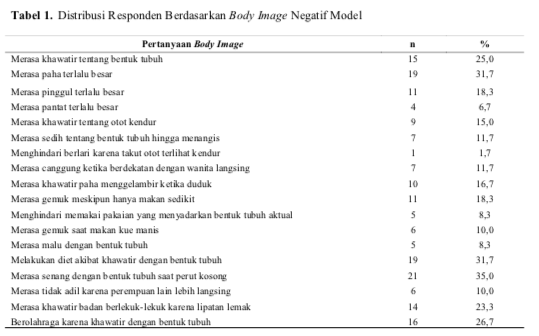 Tabel 1. Distribusi Responden Berdasarkan Body Image Negatif Model
Pertanyaan Body Image n %
Merasa khawatir tentang bentuk tubuh 15 25,0
Merasa paha terlalu besar 19 31,7
Merasa pinggul terlalu besar 11 18,3
Merasa pantat terlalu besar 4 6,7
Merasa khawatir tentang otot kendur 9 15,0
Merasa sedih tentang bentuk tubuh hingga menangis 7 11,7
Menghindari berlari karena takut otot terlihat kendur 1 1,7
Merasa canggung ketika berdekatan dengan wanita langsing 7 11,7
Merasa khawatir paha menggelambir ketika duduk 10 16,7
Merasa gemuk meskipun hanya makan sedikit 11 18,3
Menghindari memakai pakaian yang menyadarkan bentuk tubuh aktual 5 8,3
Merasa gemuk saat makan kue manis 6 10,0
Merasa malu dengan bentuk tubuh 5 8,3
Melakukan diet akibat khawatir dengan bentuk tubuh 19 31,7
Merasa senang dengan bentuk tubuh saat perut kosong 21 35,0
Merasa tidak adil karena perempuan lain lebih langsing 6 10,0
Merasa khawatir badan berlekuk-lekuk karena lipatan lemak 14 23,3
Berolahraga karena khawatir dengan bentuk tubuh 16 26,7